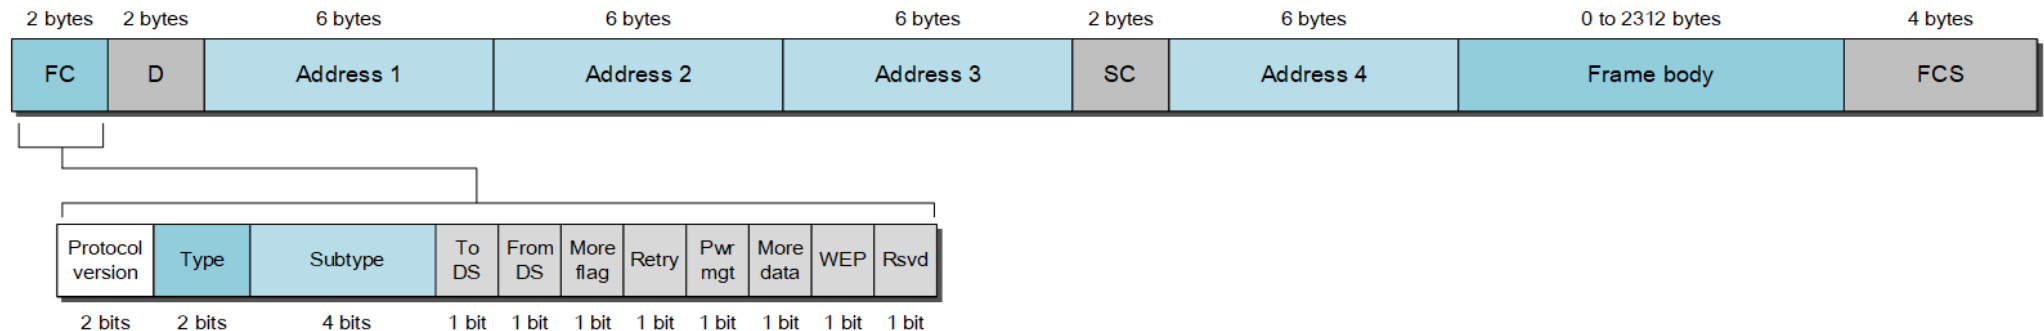 2 bytes 2 bytes 6 bytes 6 bytes 6 bytes 2 bytes 6 bytes 0 to 2312 bytes 4 bytes
FC D Address 1 Address 2 Address 3 SC Address 4 Frame body FCS
Protocol version Type Subtype To DS From DS More flag Retry Pwr mgt More data WEP Rsvd
2 bits 2 bits 4 bits 1 bit 1 bit 1 bit 1 bit 1 bit 1 bit 1 bit 1 bit